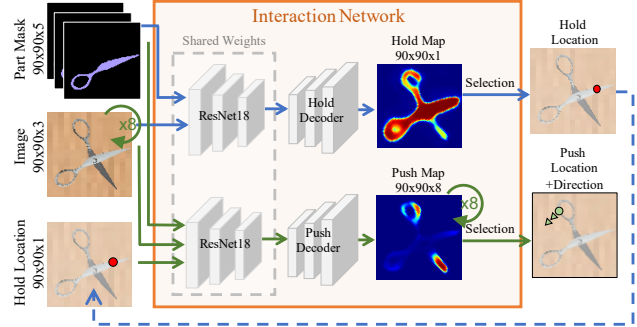 Interaction Network
Part Mask
90x90x5
Shared Weights
Hold Map
90x90x1
Hold
Location
ResNet18
Hold
Decoder
Selection
Image
90x90x3
x8
Push Map
90x90x8
Push
Location
+Direction
x8
Hold Location
90x90x1
ResNet18
Push
Decoder
Selection